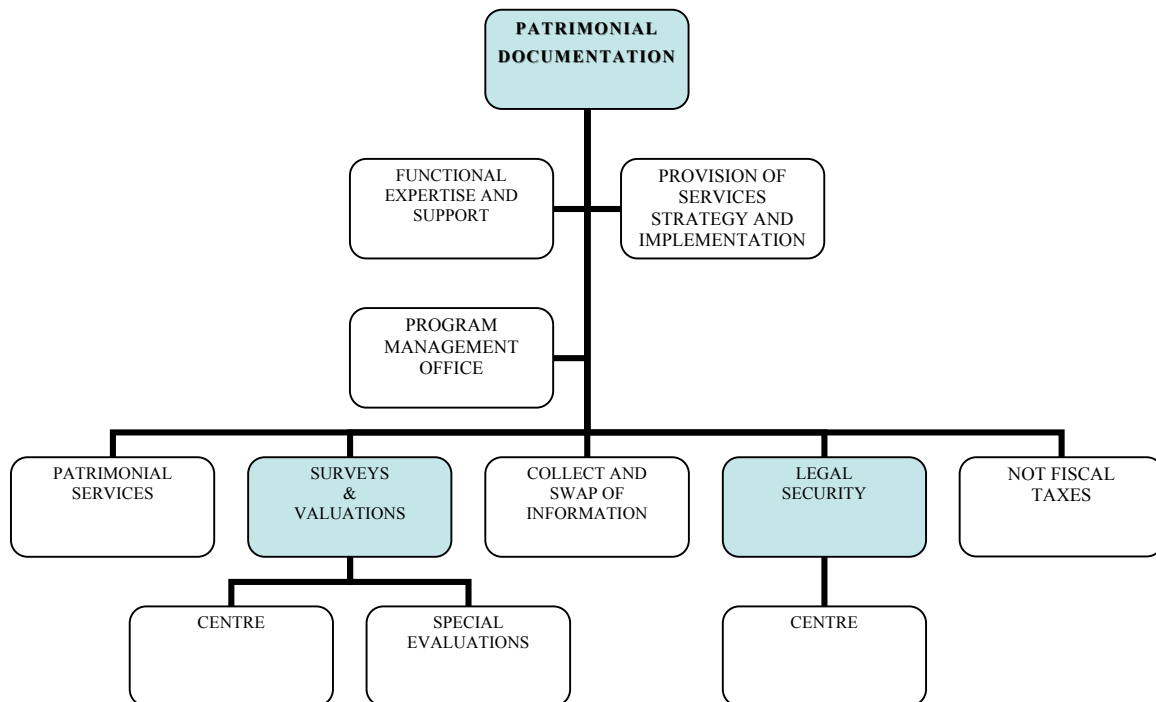 PATRIMONIAL
DOCUMENTATION
FUNCTIONAL
EXPERTISE AND
SUPPORT
PROVISION OF
SERVICES
STRATEGY AND
IMPLEMENTATION
PROGRAM
MANAGEMENT
OFFICE
PATRIMONIAL
SERVICES
SURVEYS
&
VALUATIONS
COLLECT AND
SWAP OF
INFORMATION
LEGAL
SECURITY
NOT FISCAL
TAXES
CENTRE
SPECIAL
EVALUATIONS
CENTRE